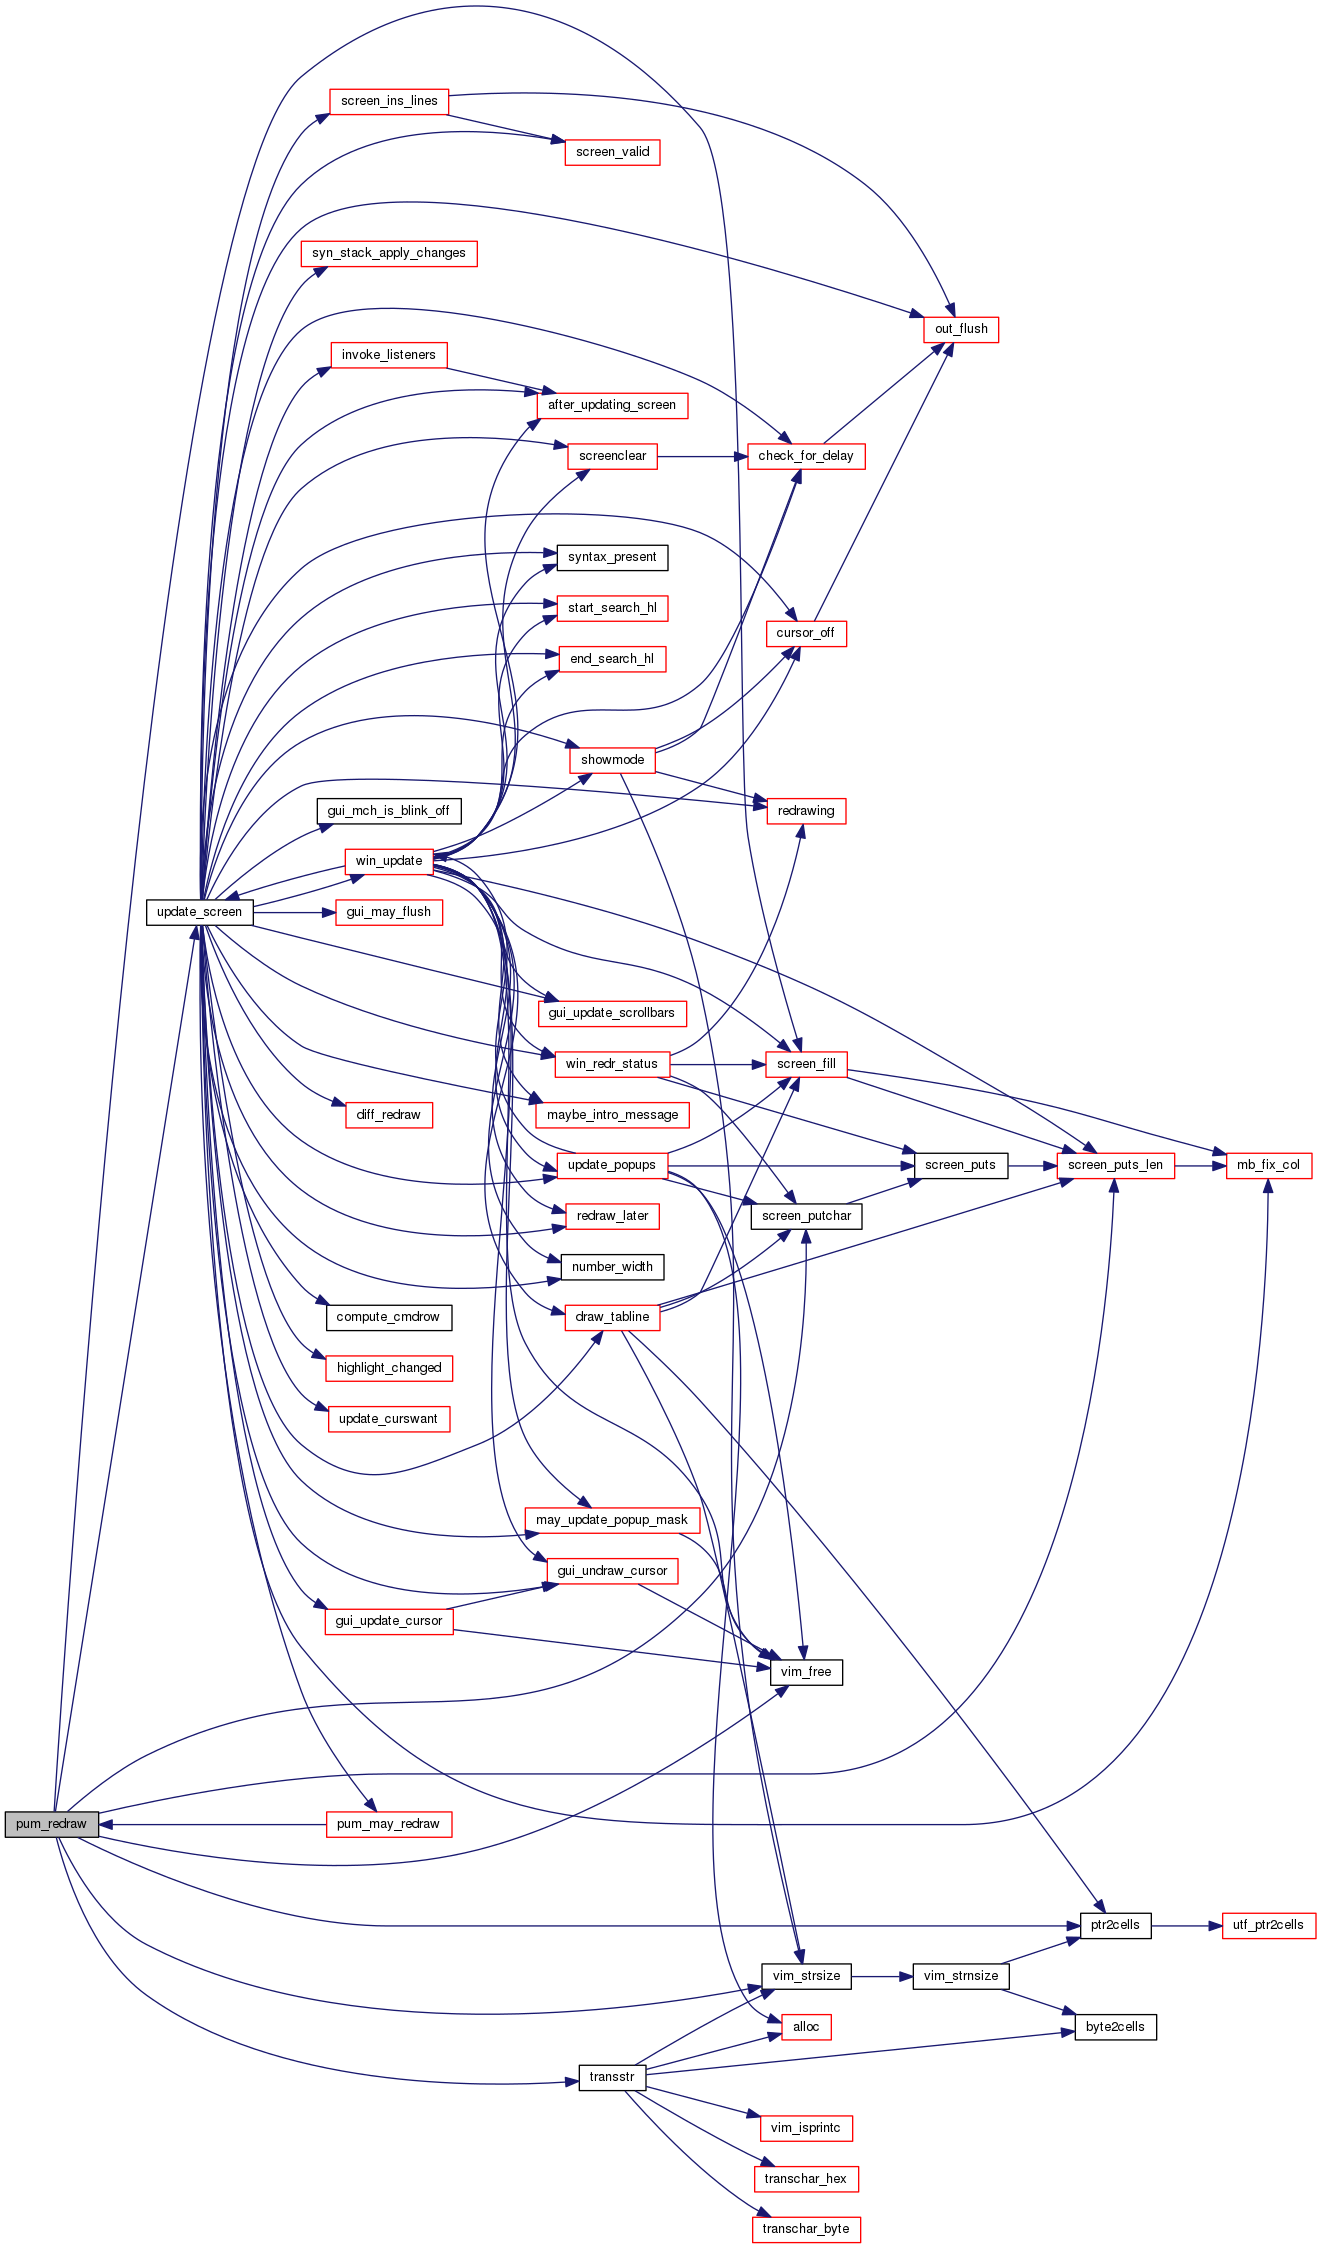 screen_ins_lines
screen_valid
syn_stack_apply_changes
out_flush
invoke_listeners
after_updating_screen
screenclear
check_for_delay
syntax_present
start_search_hl
cursor_off
end_search_hl
showmode
redrawing
gui_mch_is_blink_off
win_update
update_screen
gui_may_flush
gui_update_scrollbars
win_redr_status
screen_fill
diff_redraw
maybe_intro_message
update_popups
screen_puts
screen_puts_len
mb_fix_col
redraw_later
screen_putchar
number_width
compute_cmdrow
draw_tabline
highlight_changed
update_curswant
may_update_popup_mask
gui_undraw_cursor
gui_update_cursor
vim_free
pum_redraw
pum_may_redraw
ptr2cells
utf_ptr2cells
vim_strsize
vim_strnsize
alloc
byte2cells
transstr
vim_isprintc
transchar_hex
transchar_byte